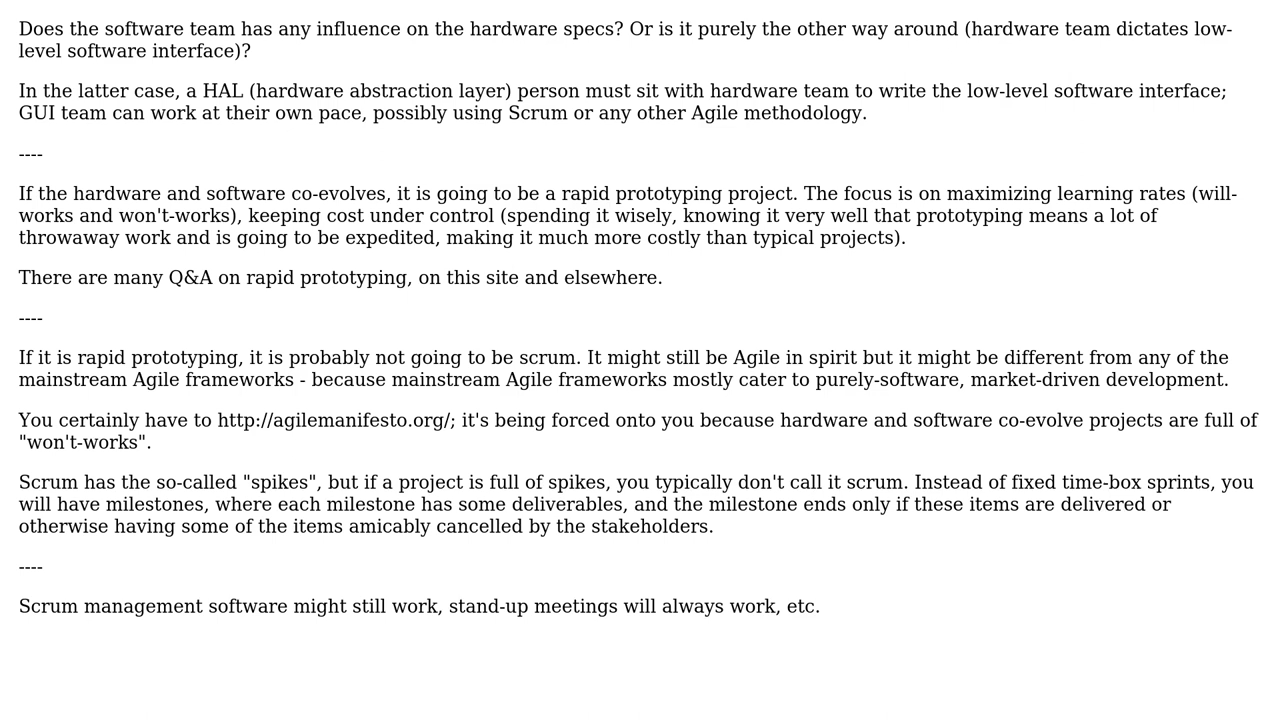 Does the software team has any influence on the hardware specs? Or is it purely the other way around (hardware team dictates low-
level software interface)?
In the latter case, a HAL (hardware abstraction layer) person must sit with hardware team to write the low-level software interface;
GUI team can work at their own pace, possibly using Scrum or any other Agile methodology.
----
If the hardware and software co-evolves, it is going to be a rapid prototyping project. The focus is on maximizing learning rates (will-
works and won't-works), keeping cost under control (spending it wisely, knowing it very well that prototyping means a lot of
throwaway work and is going to be expedited, making it much more costly than typical projects).
There are many Q&A on rapid prototyping, on this site and elsewhere.
----
If it is rapid prototyping, it is probably not going to be scrum. It might still be Agile in spirit but it might be different from any of the
mainstream Agile frameworks - because mainstream Agile frameworks mostly cater to purely-software, market-driven development.
You certainly have to http://agilemanifesto.org/; it's being forced onto you because hardware and software co-evolve projects are full of
"won't-works".
Scrum has the so-called "spikes", but if a project is full of spikes, you typically don't call it scrum. Instead of fixed time-box sprints, you
will have milestones, where each milestone has some deliverables, and the milestone ends only if these items are delivered or
otherwise having some of the items amicably cancelled by the stakeholders.
----
Scrum management software might still work, stand-up meetings will always work, etc.